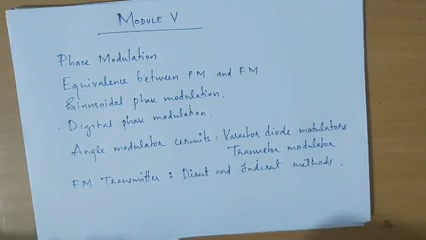 MODULE V
Phase Modulation
Equivalence between PM and FM
Sinusoidal phase modulation.
Digital phase modulation.
Angle modulator : Varactor diode modulators
Transistor modulator
FM Transmitter : Direct and Indirect methods.